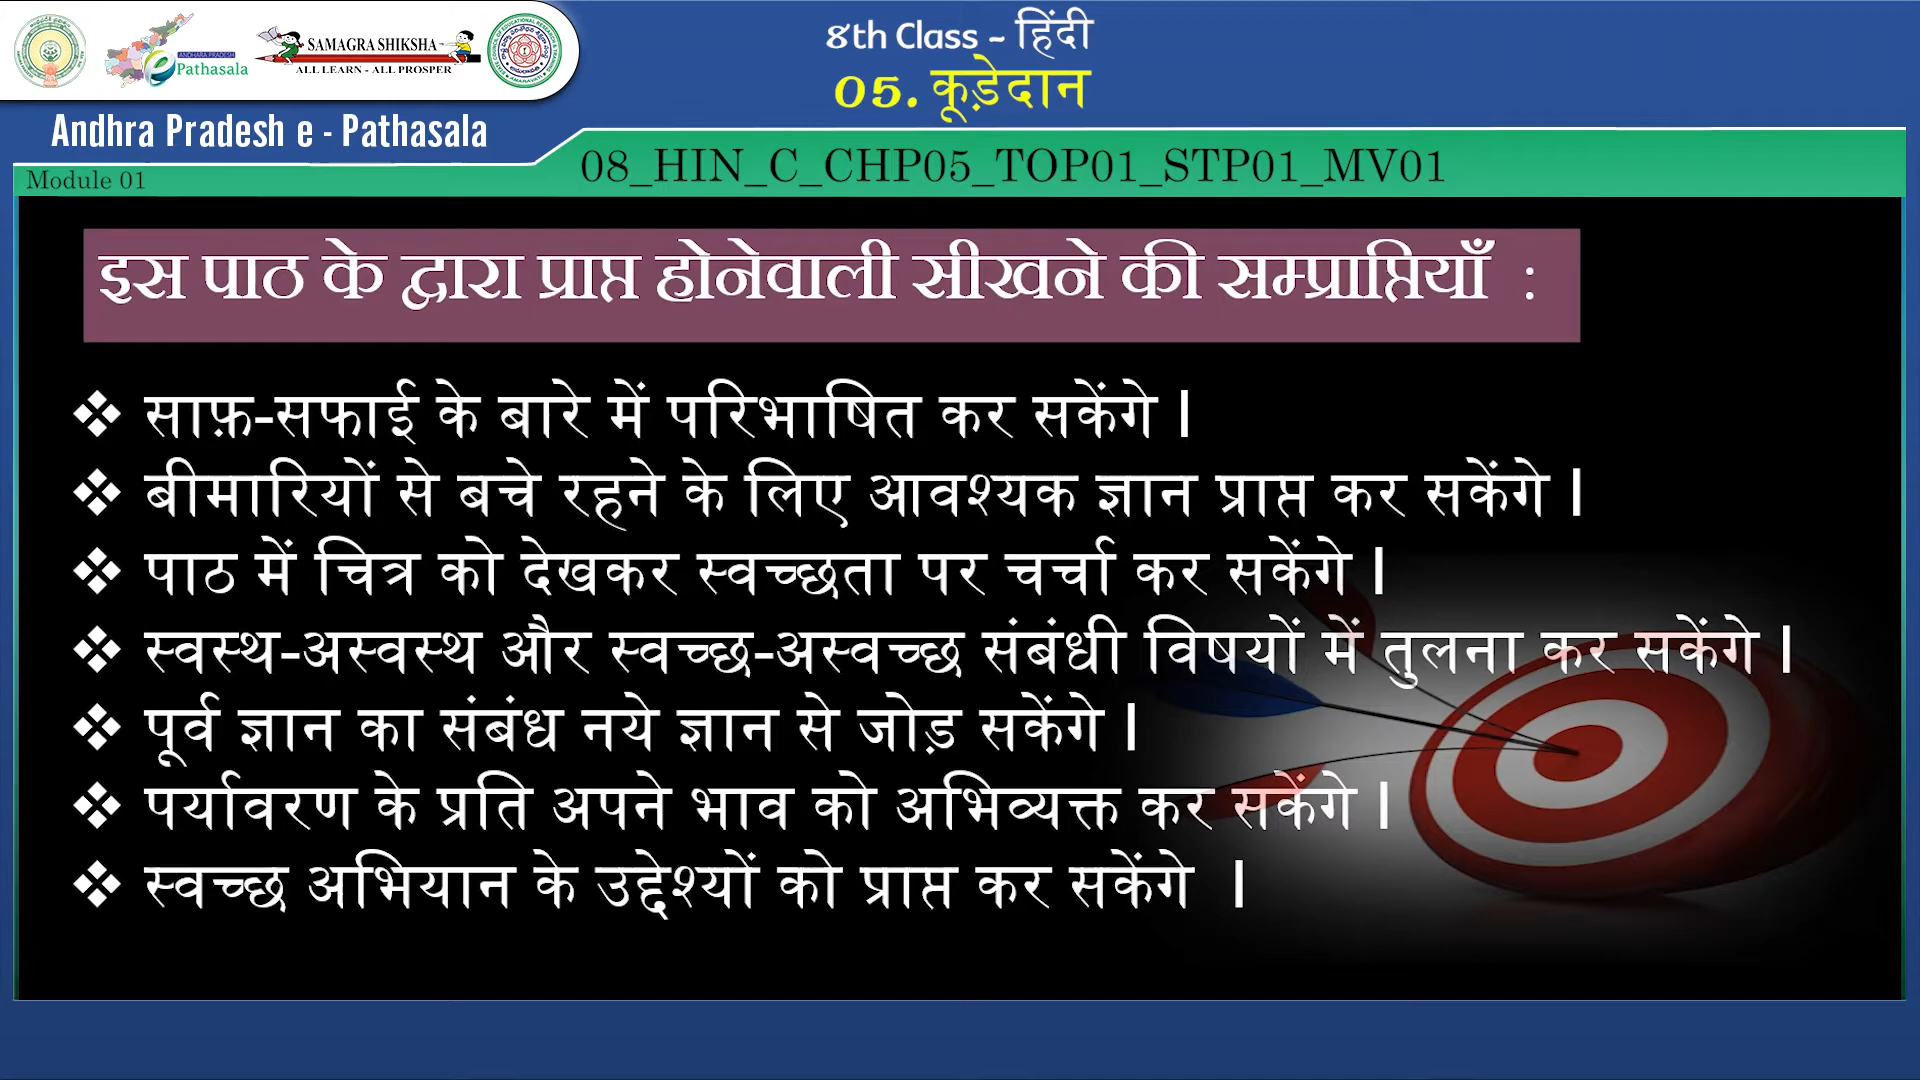 8th Class - हिंदी
05. कूड़ेदान
ANDHRA PRADESH
e Pathasala
SAMAGRA SHIKSHA
ALL LEARN - ALL PROSPER
Andhra Pradesh e - Pathasala
08_HIN_C_CHP05_TOP01_STP01_MV01
Module 01
इस पाठ के द्वारा प्राप्त होनेवाली सीखने की सम्प्राप्तियाँ :
❖ साफ़-सफाई के बारे में परिभाषित कर सकेंगे ।
❖ बीमारियों से बचे रहने के लिए आवश्यक ज्ञान प्राप्त कर सकेंगे ।
❖ पाठ में चित्र को देखकर स्वच्छता पर चर्चा कर सकेंगे ।
❖ स्वस्थ-अस्वस्थ और स्वच्छ-अस्वच्छ संबंधी विषयों में तुलना कर सकेंगे ।
❖ पूर्व ज्ञान का संबंध नये ज्ञान से जोड़ सकेंगे ।
❖ पर्यावरण के प्रति अपने भाव को अभिव्यक्त कर सकेंगे ।
❖ स्वच्छ अभियान के उद्देश्यों को प्राप्त कर सकेंगे ।